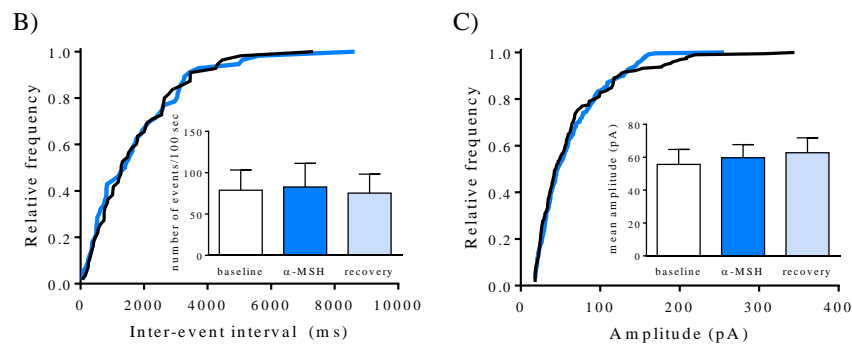 B)
1.0
0.8
0.6
0.4
0.2
0.0
Relative frequency
0
2000
4000
6000
8000
10000
Inter-event interval (ms)
150
100
50
0
number of events/100 sec
baseline
α-MSH
recovery
C)
1.0
0.8
0.6
0.4
0.2
0.0
Relative frequency
0
100
200
300
400
Amplitude (pA)
80
60
40
20
0
mean amplitude (pA)
baseline
α-MSH
recovery